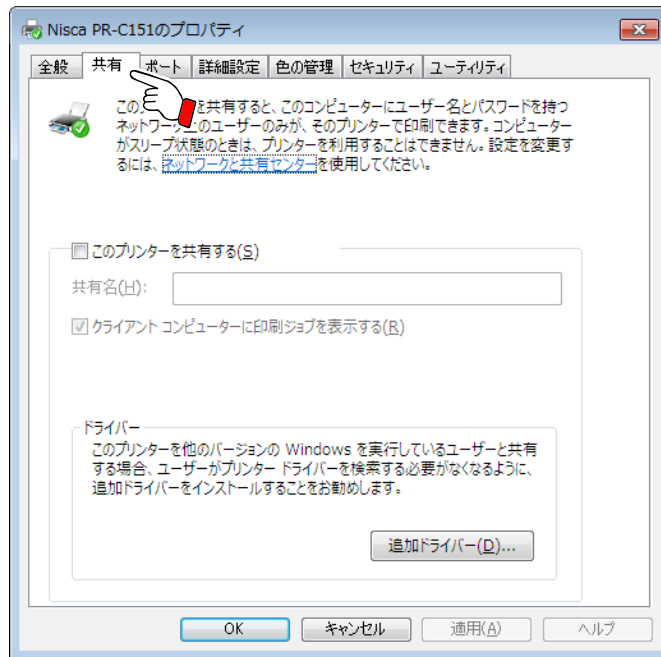 Nisca PR-C151のプロパティ
全般 共有 ポート 詳細設定 色の管理 セキュリティ ユーティリティ
この を共有すると、このコンピューターにユーザー名とパスワードを持つ
ネットワーク上のユーザーのみが、そのプリンターで印刷できます。コンピューター
がスリープ状態のときは、プリンターを利用することはできません。設定を変更す
るには、ネットワークと共有センターを使用してください。
このプリンターを共有する(S)
共有名(H):
クライアント コンピューターに印刷ジョブを表示する(R)
ドライバー
このプリンターを他のバージョンの Windows を実行しているユーザーと共有
する場合、ユーザーがプリンター ドライバーを検索する必要がなくなるように、
追加ドライバーをインストールすることをお勧めします。
追加ドライバー(D)...
OK キャンセル 適用(A) ヘルプ